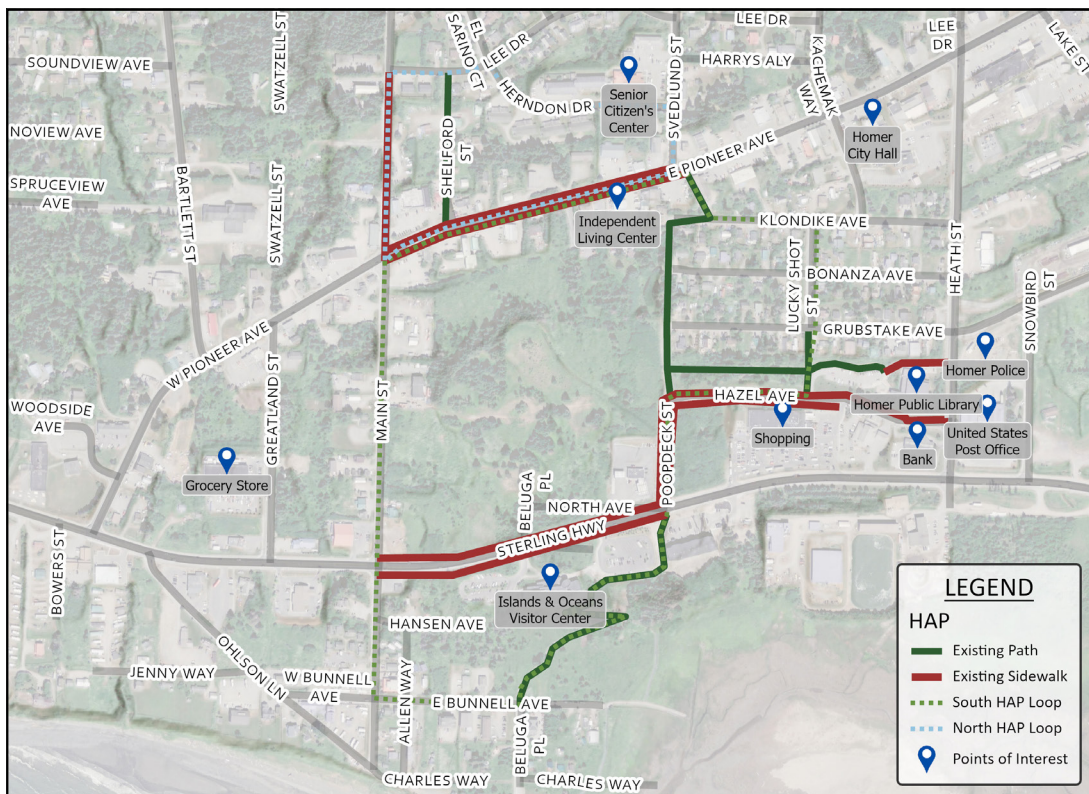 LEE DR
LEE
DR
LAKE ST
EL
SARINO CT
LEE DR
HERNDON DR
SWATZELL ST
SVEDLUND ST
HARRYS ALY
KACHEMAK
WAY
SOUNDVIEW AVE
Senior
Citizen's
Center
Homer
City Hall
NOVIEW AVE
SHELFORD
ST
E PIONEER AVE
SPRUCEVIEW
AVE
BARTLETT ST
SWATZELL ST
Independent
Living Center
KLONDIKE AVE
HEATH ST
LUCKY SHOT
ST
BONANZA AVE
SNOWBIRD
ST
GRUBSTAKE AVE
W PIONEER AVE
GREATLAND ST
MAIN ST
Homer Police
HAZEL AVE
Homer Public Library
WOODSIDE
AVE
POOPDECK ST
Shopping
Bank
United States
Post Office
Grocery Store
BELUGA
PL
NORTH AVE
STERLING HWY
BOWERS ST
Islands & Oceans
Visitor Center
HANSEN AVE
OHLSON LN
JENNY WAY
W BUNNELL
AVE
ALLEN WAY
E BUNNELL AVE
BELUGA
PL
CHARLES WAY
CHARLES WAY
LEGEND
HAP
Existing Path
Existing Sidewalk
South HAP Loop
North HAP Loop
Points of Interest